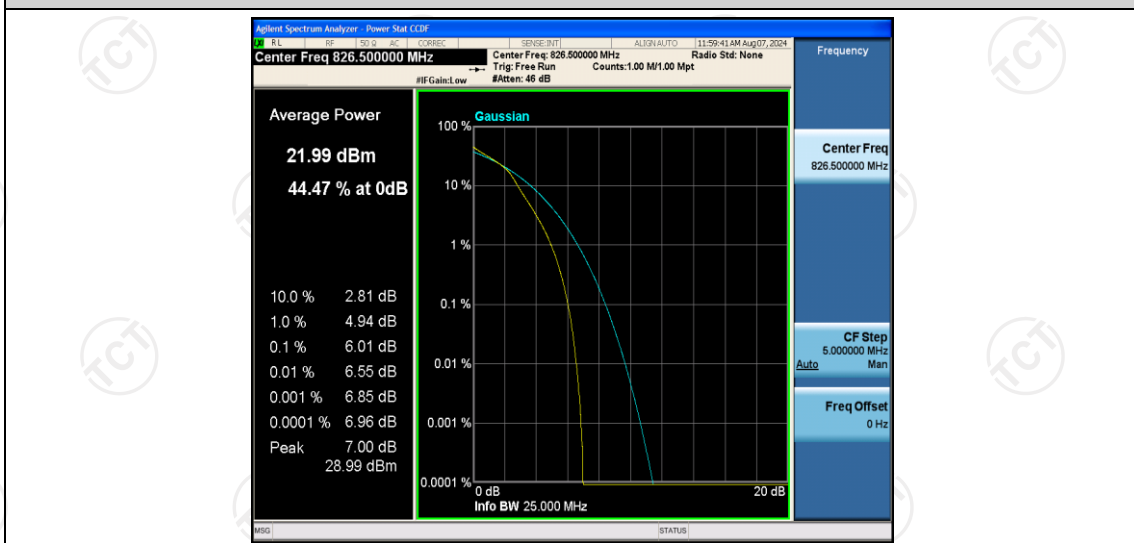 Agilent Spectrum Analyzer - Power Stat CCDF
RL RF 50 Ω AC CORREC SENSE:INT ALIGN AUTO 11:59:41 AM Aug 07, 2024
Center Freq 826.500000 MHz
Center Freq: 826.500000 MHz Radio Std: None
Trig: Free Run Counts:1.00 M/1.00 Mpt
#IFGain:Low #Atten: 46 dB
Frequency
Average Power
21.99 dBm
44.47 % at 0dB
10.0 % 2.81 dB
1.0 % 4.94 dB
0.1 % 6.01 dB
0.01 % 6.55 dB
0.001 % 6.85 dB
0.0001 % 6.96 dB
Peak 7.00 dB
28.99 dBm
Gaussian
100 %
10 %
1 %
0.1 %
0.01 %
0.001 %
0.0001 %
0 dB 20 dB
Info BW 25.000 MHz
Center Freq
826.500000 MHz
CF Step
5.000000 MHz
Auto Man
Freq Offset
0 Hz
MSG STATUS
TCT
TCT
TCT
TCT